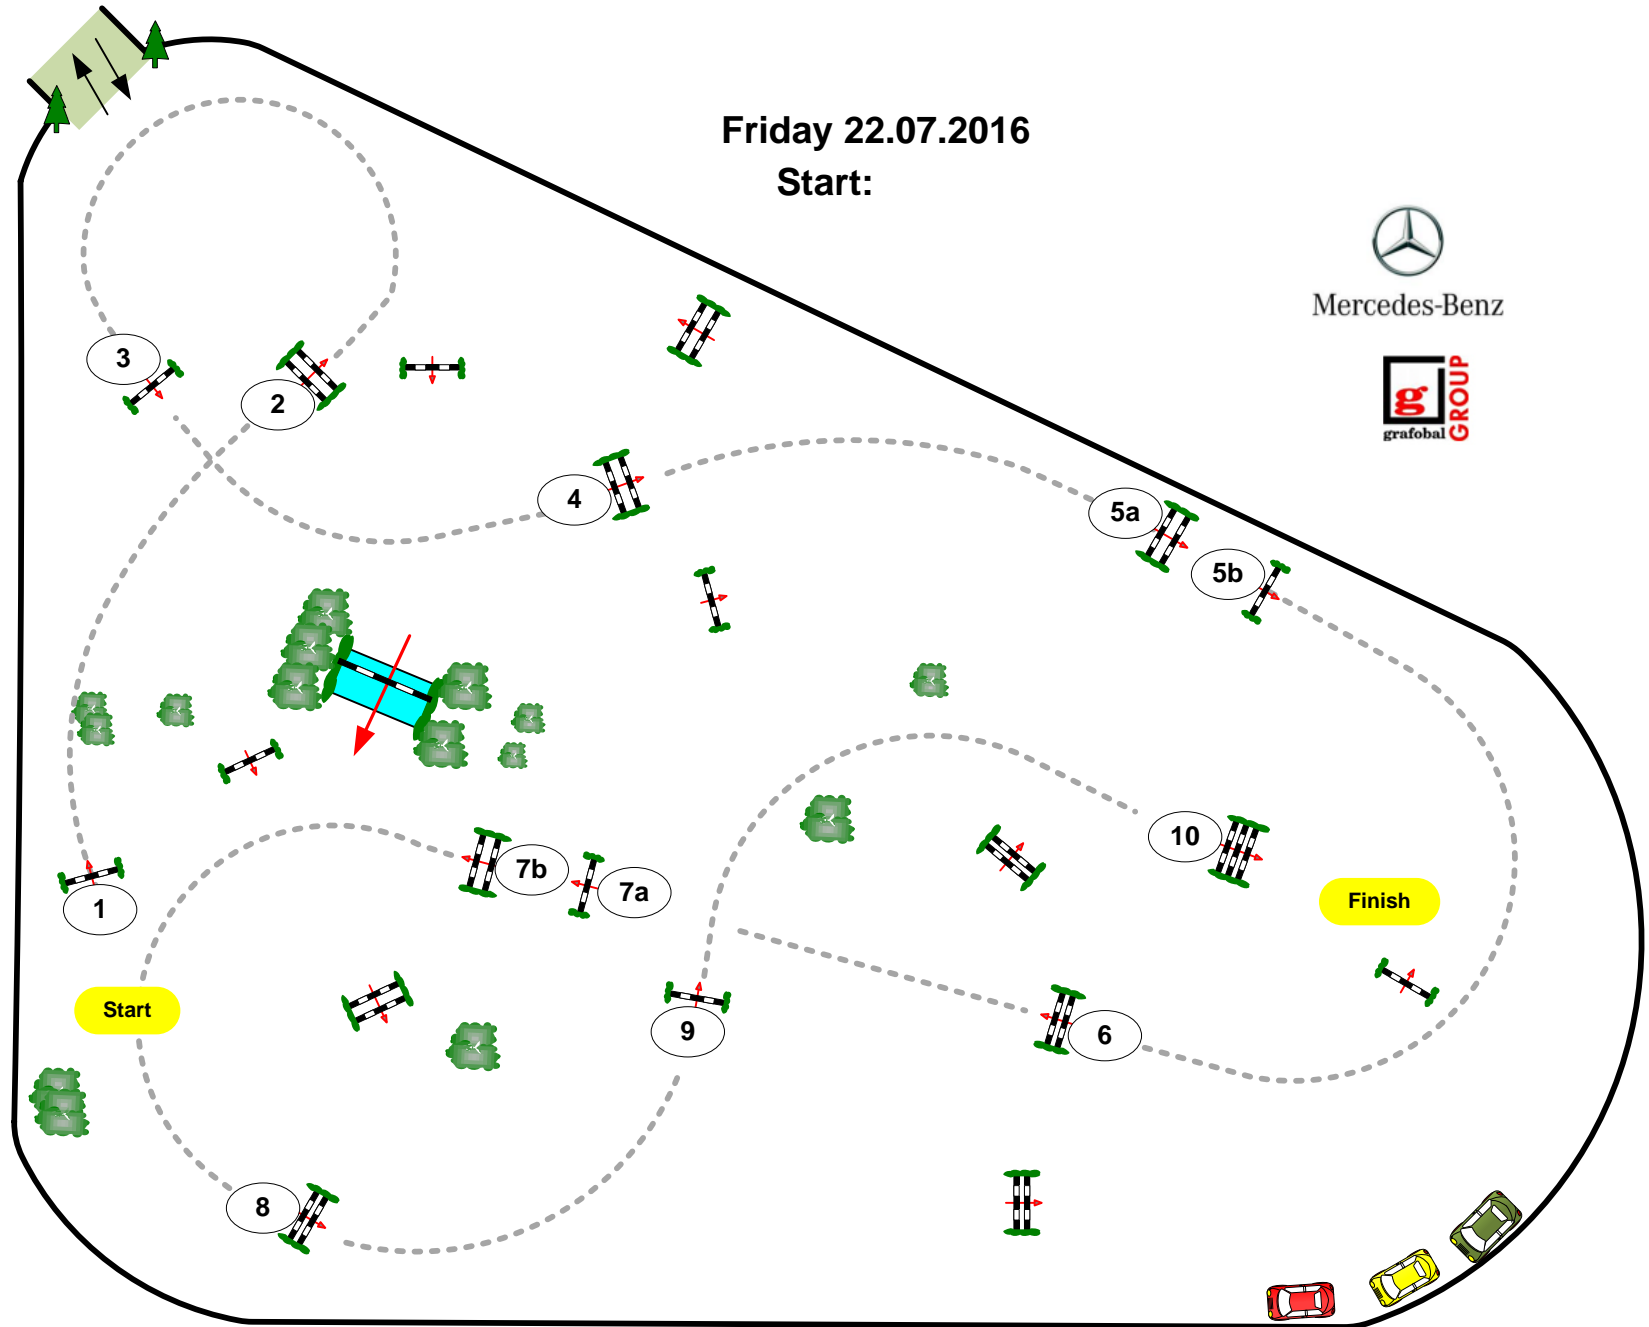 Friday 22.07.2016
Start:
Mercedes-Benz
g
grafobal
GROUP
3
2
4
5a
5b
10
7b
7a
1
Finish
Start
9
6
8